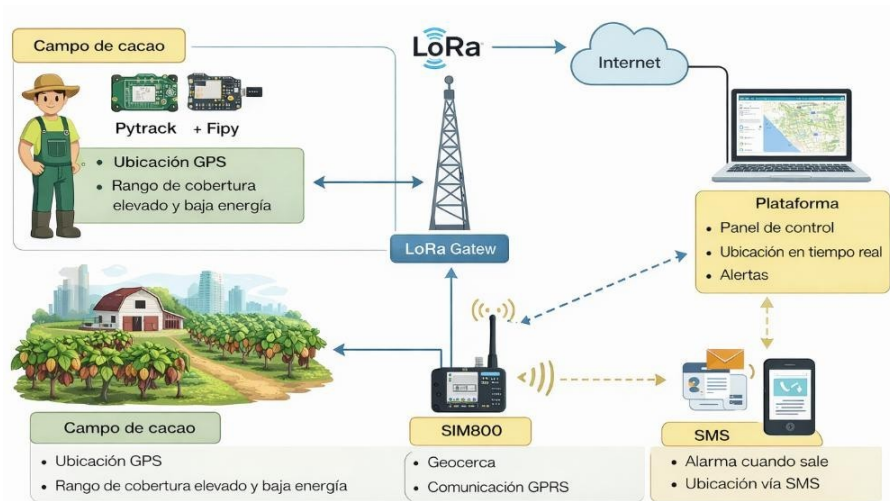 Campo de cacao
Pytrack + Fipy
• Ubicación GPS
• Rango de cobertura
elevado y baja energía
LoRa
Internet
LoRa Gatew
Plataforma
• Panel de control
• Ubicación en tiempo real
• Alertas
Campo de cacao
• Ubicación GPS
• Rango de cobertura elevado y baja energía
SIM800
• Geocerca
• Comunicación GPRS
SMS
• Alarma cuando sale
• Ubicación vía SMS